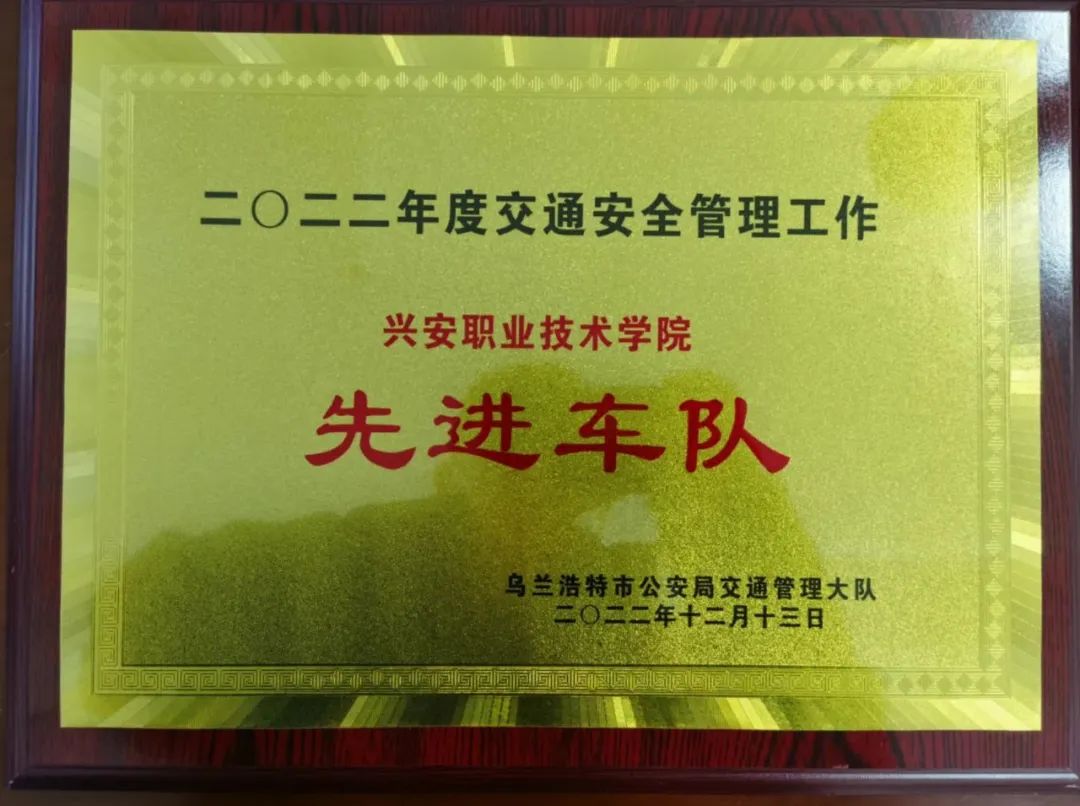 二〇二二年度交通安全管理工作
兴安职业技术学院
先进车队
乌兰浩特市公安局交通管理大队
二〇二二年十二月十三日